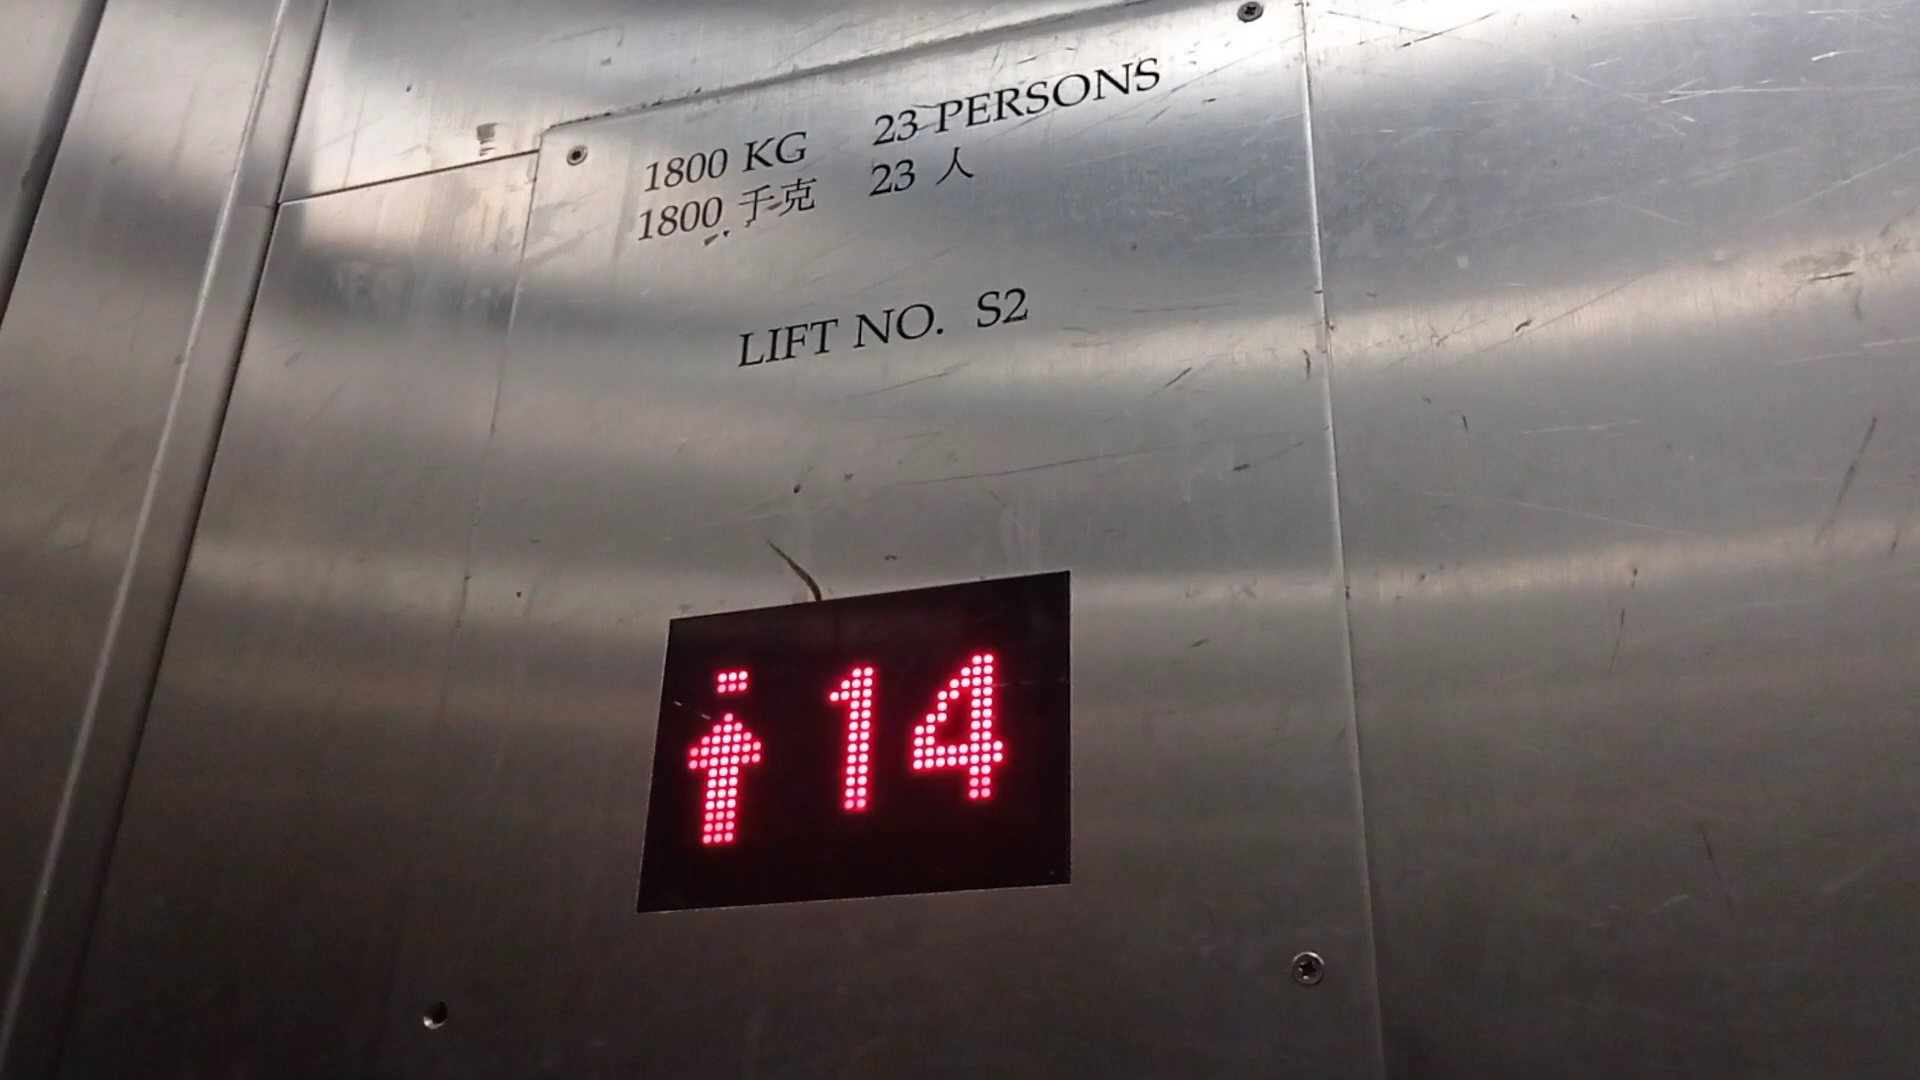 1800 KG 23 PERSONS
1800 千克 23 人
LIFT NO. S2
14